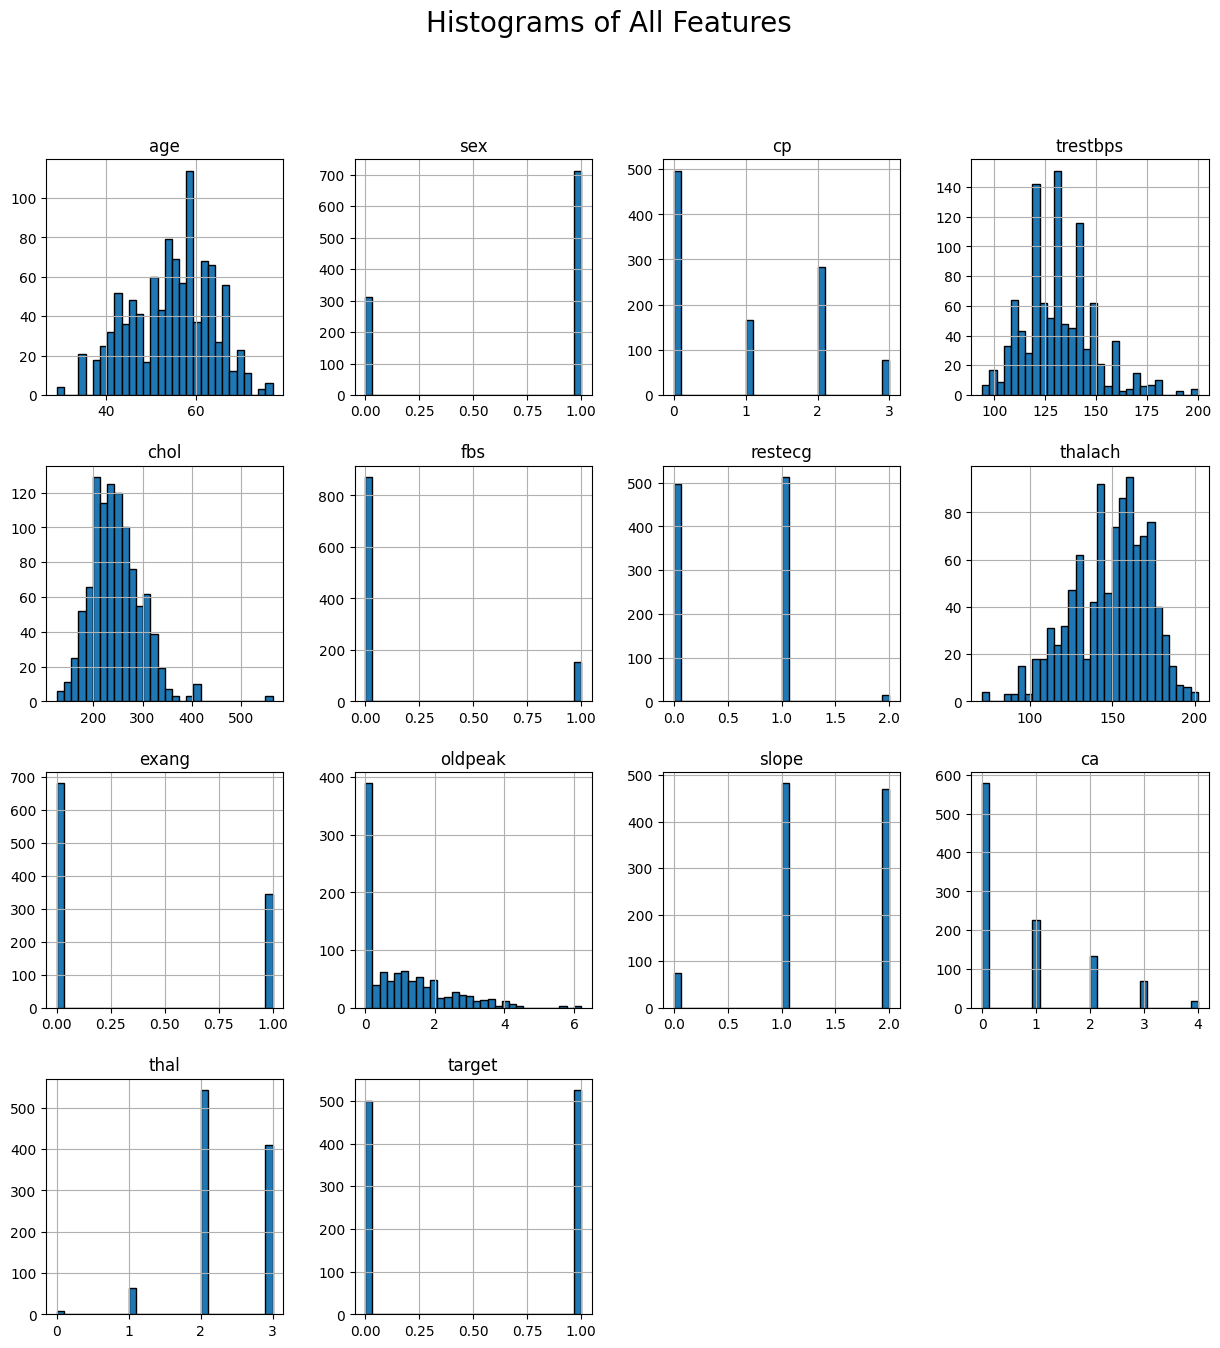 Histograms of All Features
age sex cp trestbps
100 80 60 40 20 0
40 60
700 600 500 400 300 200 100 0
0.00 0.25 0.50 0.75 1.00
500 400 300 200 100 0
0 1 2 3
140 120 100 80 60 40 20 0
100 125 150 175 200
chol fbs restecg thalach
120 100 80 60 40 20 0
200 300 400 500
800 600 400 200 0
0.00 0.25 0.50 0.75 1.00
500 400 300 200 100 0
0.0 0.5 1.0 1.5 2.0
80 60 40 20 0
100 150 200
exang oldpeak slope ca
700 600 500 400 300 200 100 0
0.00 0.25 0.50 0.75 1.00
400 300 200 100 0
0 2 4 6
500 400 300 200 100 0
0.0 0.5 1.0 1.5 2.0
600 500 400 300 200 100 0
0 1 2 3 4
thal target
500 400 300 200 100 0
0 1 2 3
500 400 300 200 100 0
0.00 0.25 0.50 0.75 1.00